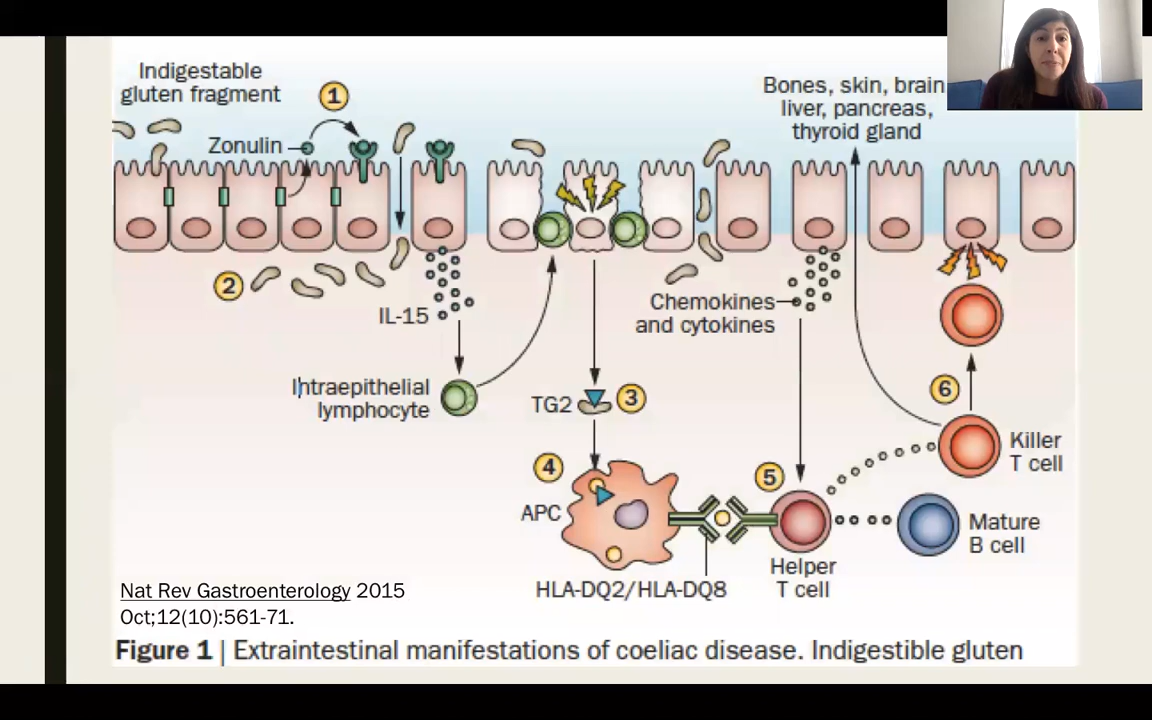 Indigestable
gluten fragment
1
Zonulin
Bones, skin, brain
liver, pancreas,
thyroid gland
2
IL-15
Chemokines
and cytokines
Intraepithelial
lymphocyte
TG2
3
6
4
5
Killer
T cell
APC
Mature
B cell
HLA-DQ2/HLA-DQ8
Helper
T cell
Nat Rev Gastroenterology 2015
Oct;12(10):561-71.
Figure 1 | Extraintestinal manifestations of coeliac disease. Indigestible gluten